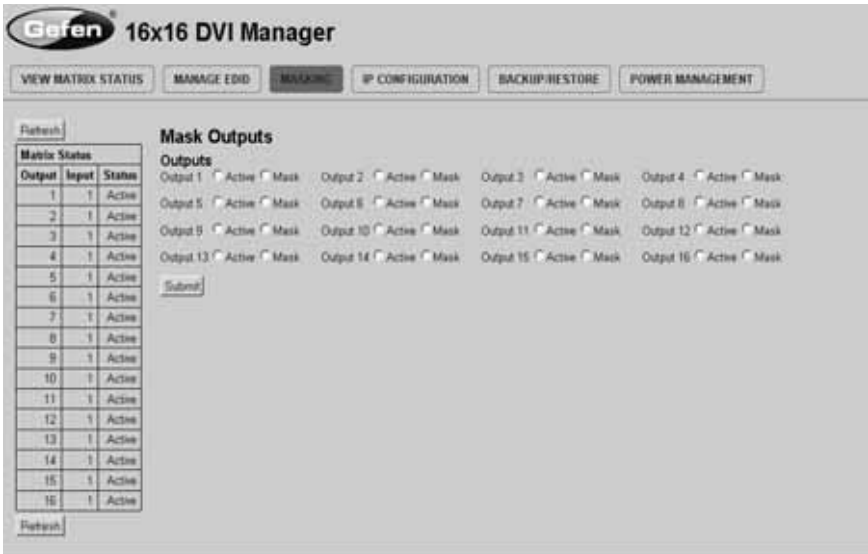 Gefen ® 16x16 DVI Manager
VIEW MATRIX STATUS MANAGE EDID MASKING IP CONFIGURATION BACKUP/RESTORE POWER MANAGEMENT
Refresh
Mask Outputs
Matrix Status
Outputs
Output Input Status
Output 1 Active Mask Output 2 Active Mask Output 3 Active Mask Output 4 Active Mask
Output 5 Active Mask Output 6 Active Mask Output 7 Active Mask Output 8 Active Mask
Output 9 Active Mask Output 10 Active Mask Output 11 Active Mask Output 12 Active Mask
Output 13 Active Mask Output 14 Active Mask Output 15 Active Mask Output 16 Active Mask
Submit
1 1 Active
2 1 Active
3 1 Active
4 1 Active
5 1 Active
6 1 Active
7 1 Active
8 1 Active
9 1 Active
10 1 Active
11 1 Active
12 1 Active
13 1 Active
14 1 Active
15 1 Active
16 1 Active
Refresh